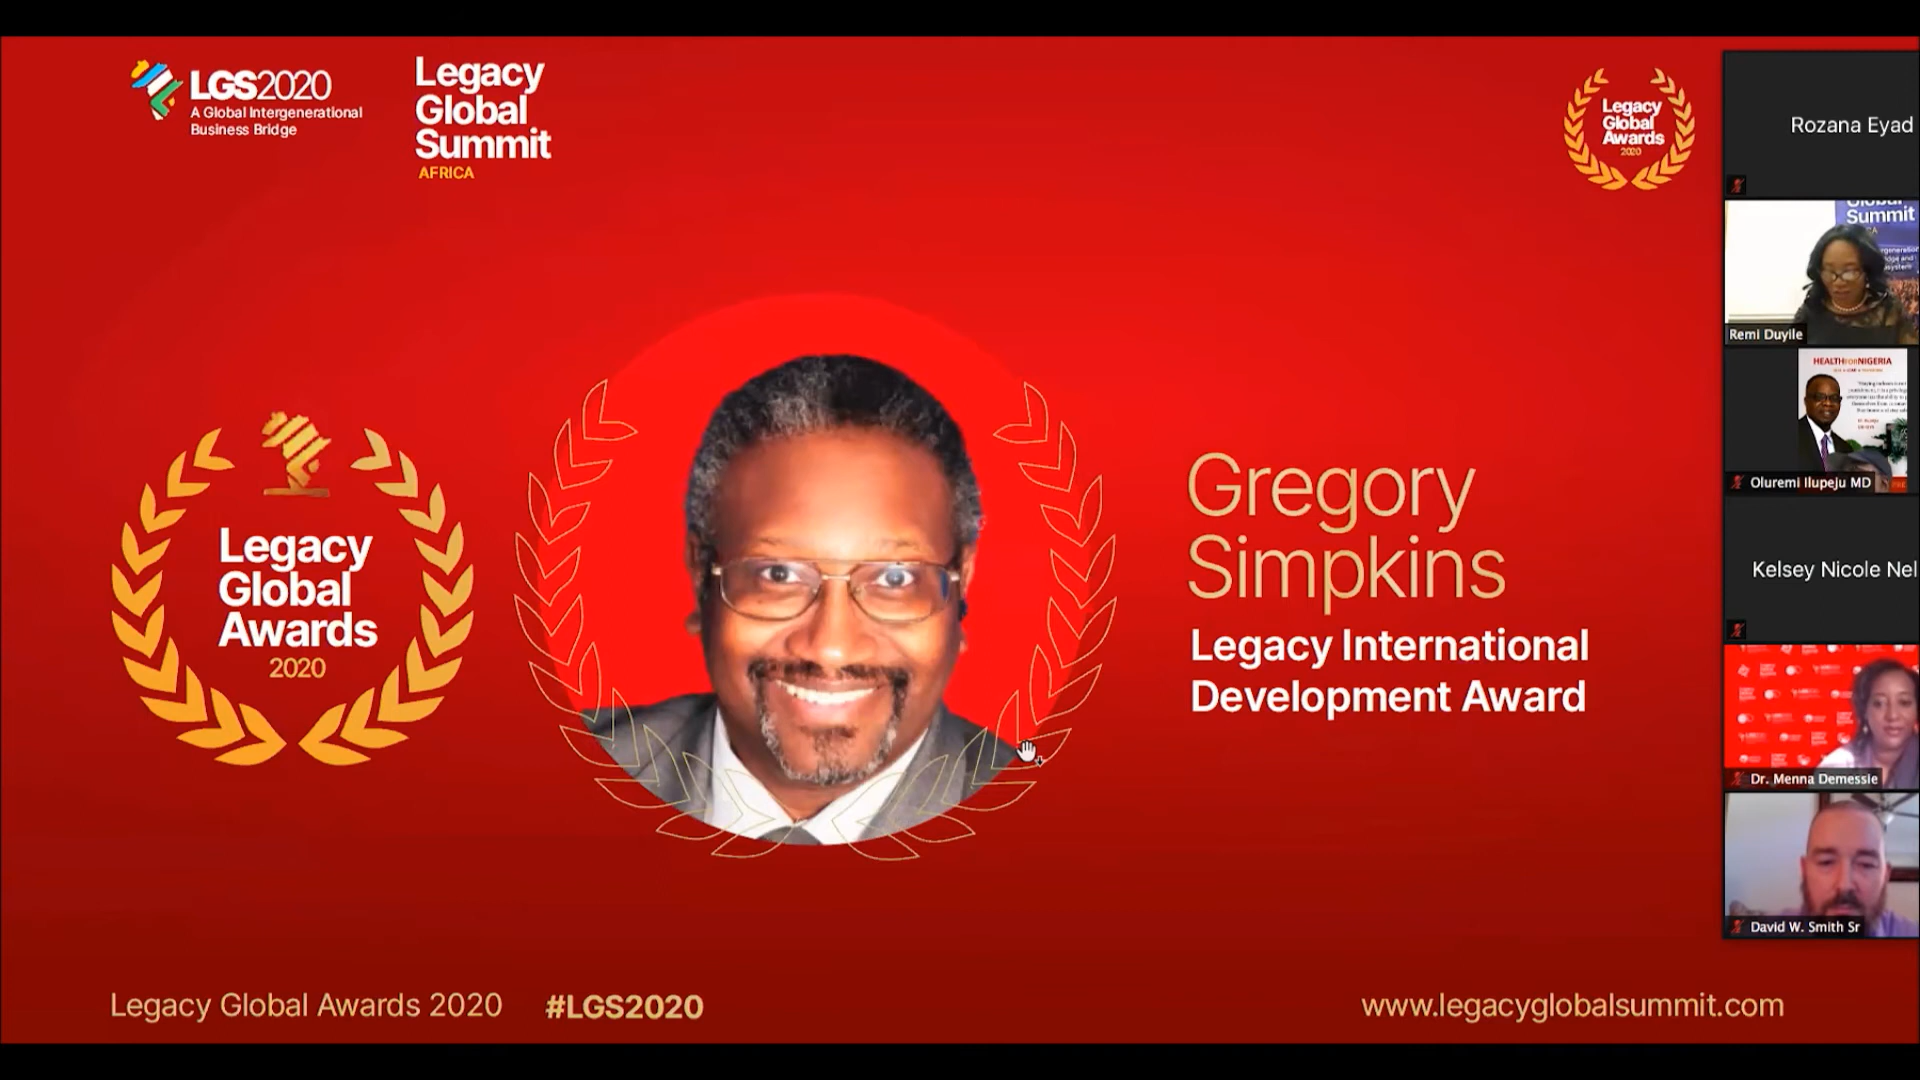 LGS2020
A Global Intergenerational
Business Bridge
Legacy
Global
Summit
AFRICA
Legacy
Global
Awards
2020
Legacy
Global
Awards
2020
Gregory
Simpkins
Legacy International
Development Award
Legacy Global Awards 2020
#LGS2020
www.legacyglobalsummit.com
Rozana Eyad
Summit
Remi Duyile
HEALTHFORNIGERIA
Oluremi Ilupeju MD
Kelsey Nicole Nel
Dr. Menna Demessie
David W. Smith Sr